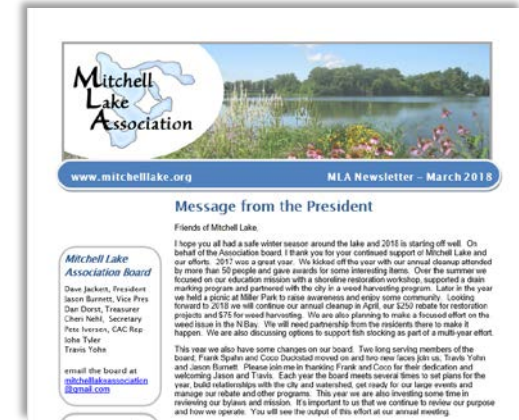 Mitchell
Lake
Association
www.mitchelllake.org
MLA Newsletter – March 2018
Message from the President
Friends of Mitchell Lake,
I hope you all had a safe winter season around the lake and 2018 is starting off well. On
behalf of the Association board, I thank you for your continued support of Mitchell Lake and
our efforts. 2017 was a great year. We kicked off the year with our annual cleanup attended
by more than 50 people and gave awards for some interesting items. Over the summer we
focused on our education mission with a shoreline restoration workshop, supported a drain
marking program and partnered with the city in a weed harvesting program. Later in the year
we held a picnic at Miller Park to raise awareness and enjoy some community. Looking
forward to 2018 we will continue our annual cleanup in April, our $250 rebate for restoration
projects and $75 for weed harvesting. We are also planning to make a focused effort on the
weed issue in the N.Bay. We will need partnership from the residents there to make it
happen. We are also discussing options to support fish stocking as part of a multi-year effort.
This year we also have some changes on our board. Two long serving members of the
board, Frank Spahn and Coco Duckstad moved on and two new faces join us, Travis Yohn
and Jason Burnett. Please join me in thanking Frank and Coco for their dedication and
welcoming Jason and Travis. Each year the board meets several times to set plans for the
year, build relationships with the city and watershed, get ready for our large events and
manage our rebate and other programs. This year we are also investing some time in
reviewing our bylaws and mission. It's important to us that we continue to review our purpose
and how we operate. You will see the output of this effort at our annual meeting.
Mitchell Lake
Association Board
Dave Jackett, President
Jason Burnett, Vice Pres
Dan Dorst, Treasurer
Cheri Nehl, Secretary
Pete Iversen, CAC Rep
John Tyler
Travis Yohn
email the board at
mitchelllakeassociation
@gmail.com